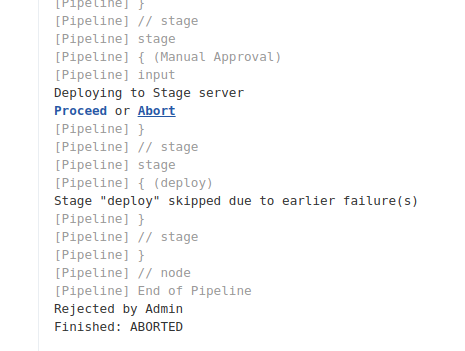 [Pipeline] }
[Pipeline] // stage
[Pipeline] stage
[Pipeline] { (Manual Approval)
[Pipeline] input
Deploying to Stage server
Proceed or Abort
[Pipeline] }
[Pipeline] // stage
[Pipeline] stage
[Pipeline] { (deploy)
Stage "deploy" skipped due to earlier failure(s)
[Pipeline] }
[Pipeline] // stage
[Pipeline] }
[Pipeline] // node
[Pipeline] End of Pipeline
Rejected by Admin
Finished: ABORTED